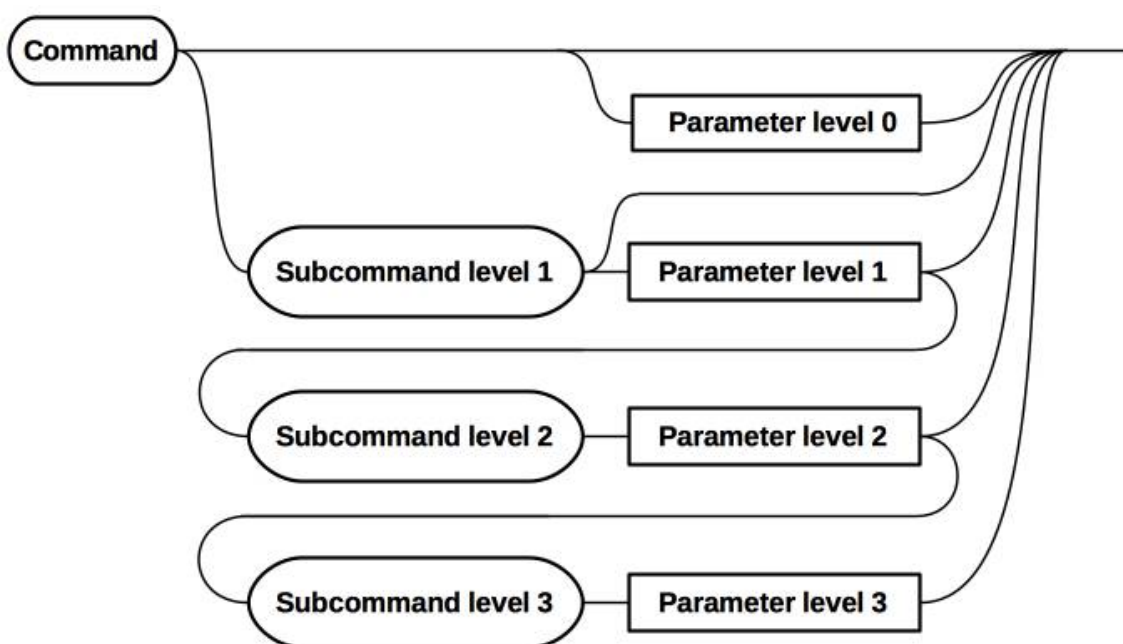 Command
Parameter level 0
Subcommand level 1
Parameter level 1
Subcommand level 2
Parameter level 2
Subcommand level 3
Parameter level 3